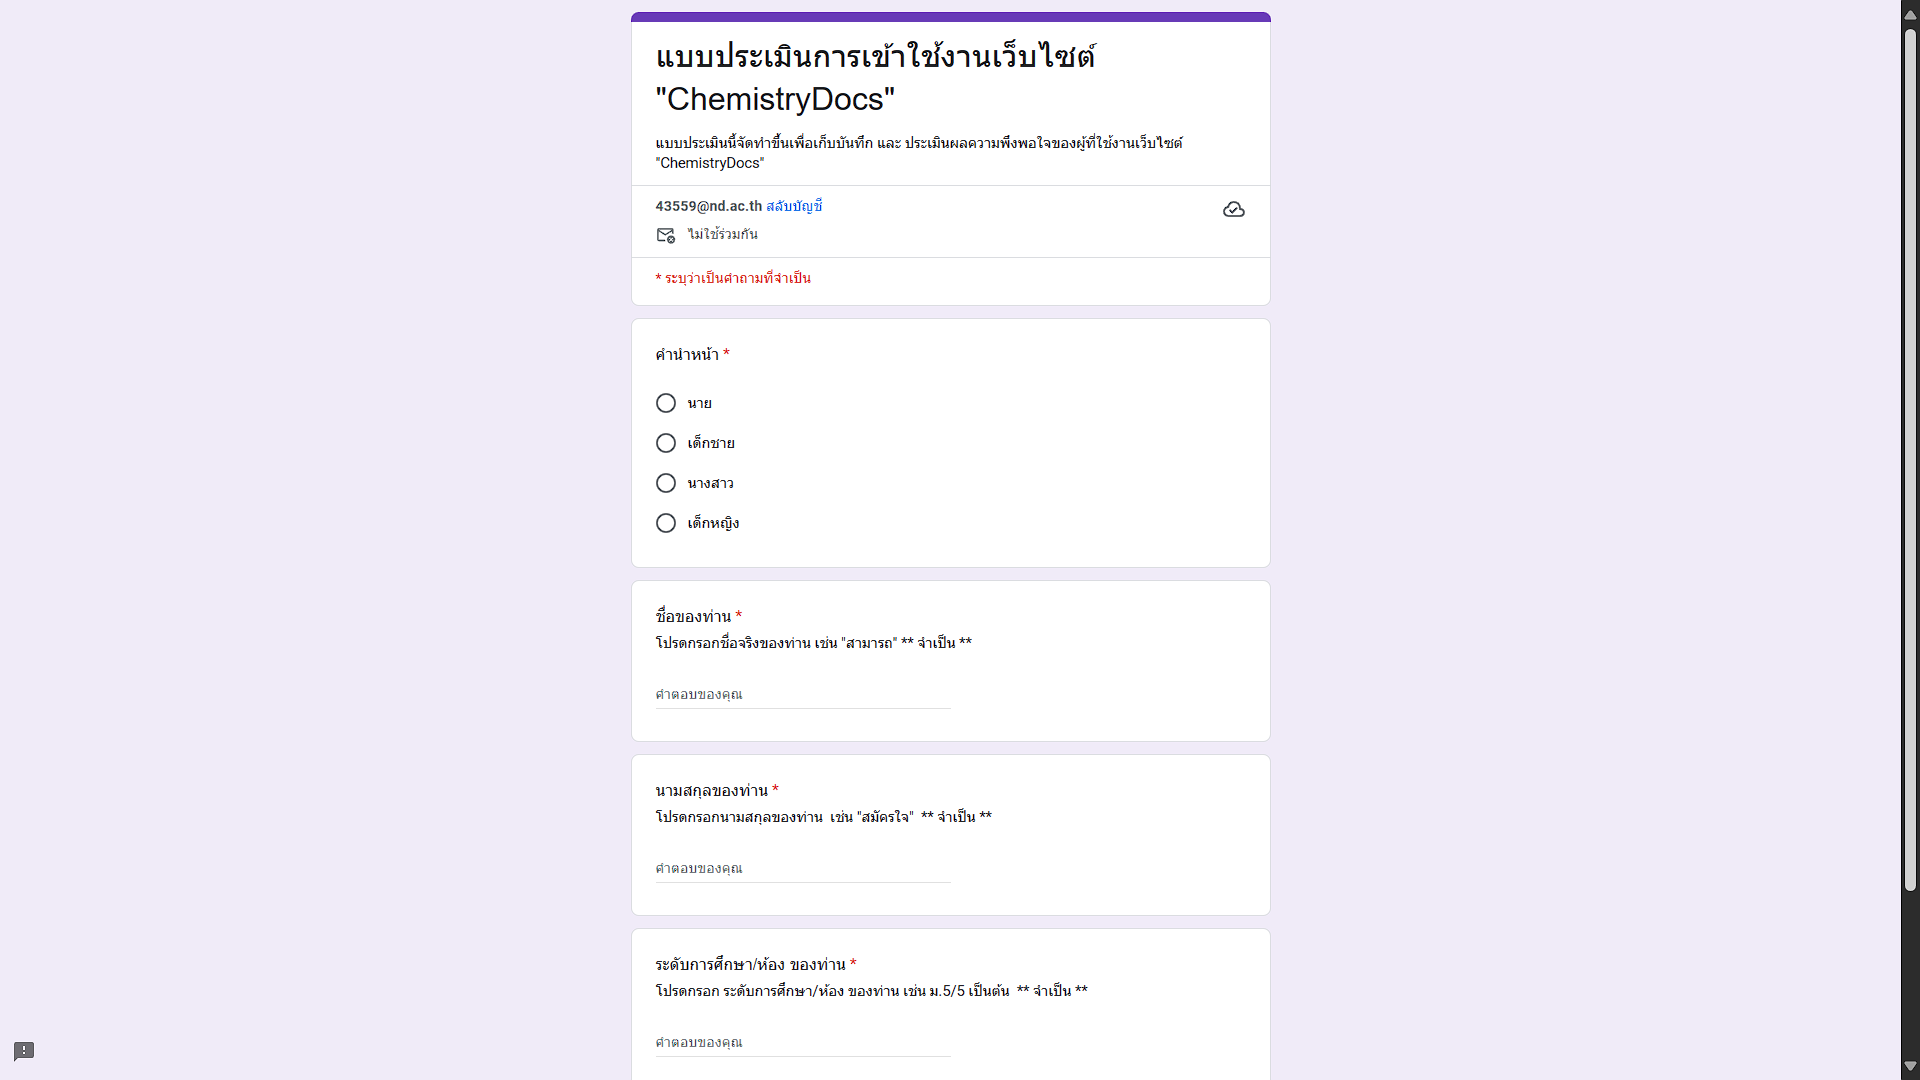 แบบประเมินการเข้าใช้งานเว็บไซต์
"ChemistryDocs"
แบบประเมินนี้จัดทำขึ้นเพื่อเก็บบันทึก และ ประเมินผลความพึงพอใจของผู้ที่ใช้งานเว็บไซต์
"ChemistryDocs"
43559@nd.ac.th สลับบัญชี
ไม่ใช้ร่วมกัน
* ระบุว่าเป็นคำถามที่จำเป็น
คำนำหน้า *
นาย
เด็กชาย
นางสาว
เด็กหญิง
ชื่อของท่าน *
โปรดกรอกชื่อจริงของท่าน เช่น "สามารถ" ** จำเป็น **
คำตอบของคุณ
นามสกุลของท่าน *
โปรดกรอกนามสกุลของท่าน  เช่น "สมัครใจ"  ** จำเป็น **
คำตอบของคุณ
ระดับการศึกษา/ห้อง ของท่าน *
โปรดกรอก ระดับการศึกษา/ห้อง ของท่าน เช่น ม.5/5 เป็นต้น  ** จำเป็น **
คำตอบของคุณ